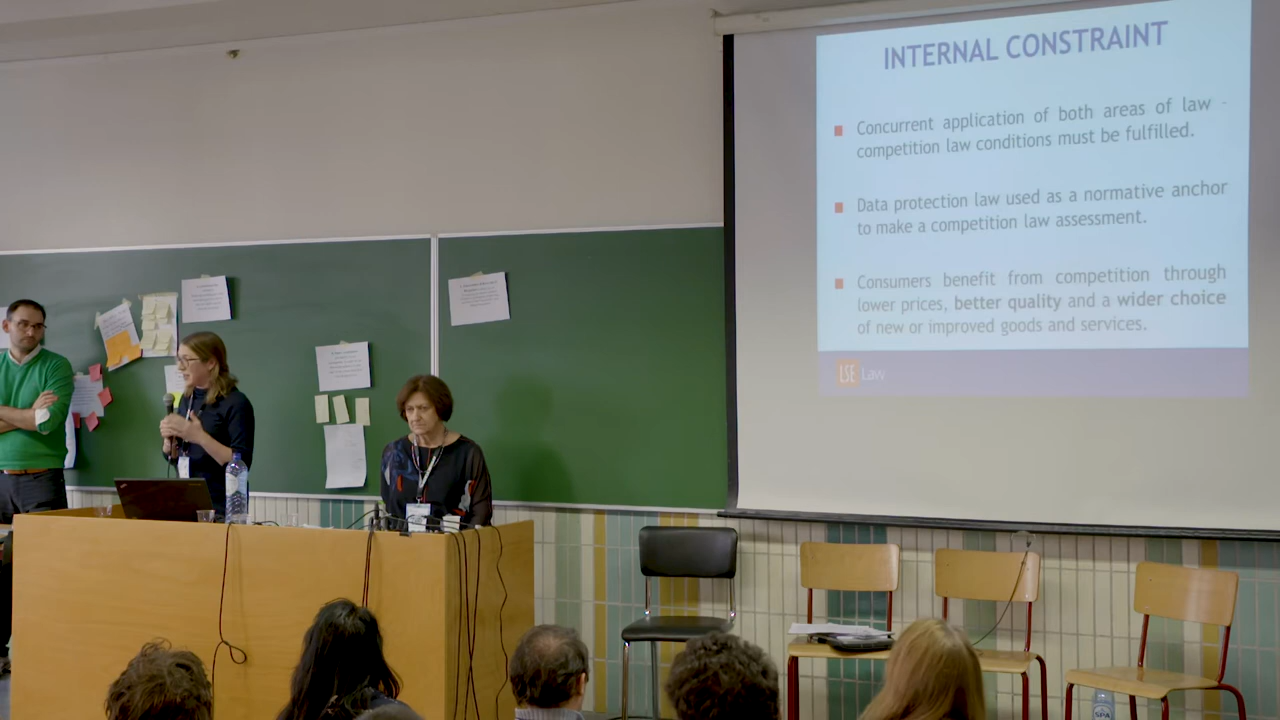 INTERNAL CONSTRAINT
Concurrent application of both areas of law -
competition law conditions must be fulfilled.
Data protection law used as a normative anchor
to make a competition law assessment.
Consumers benefit from competition through
lower prices, better quality and a wider choice
of new or improved goods and services.
LSE Law
SPA